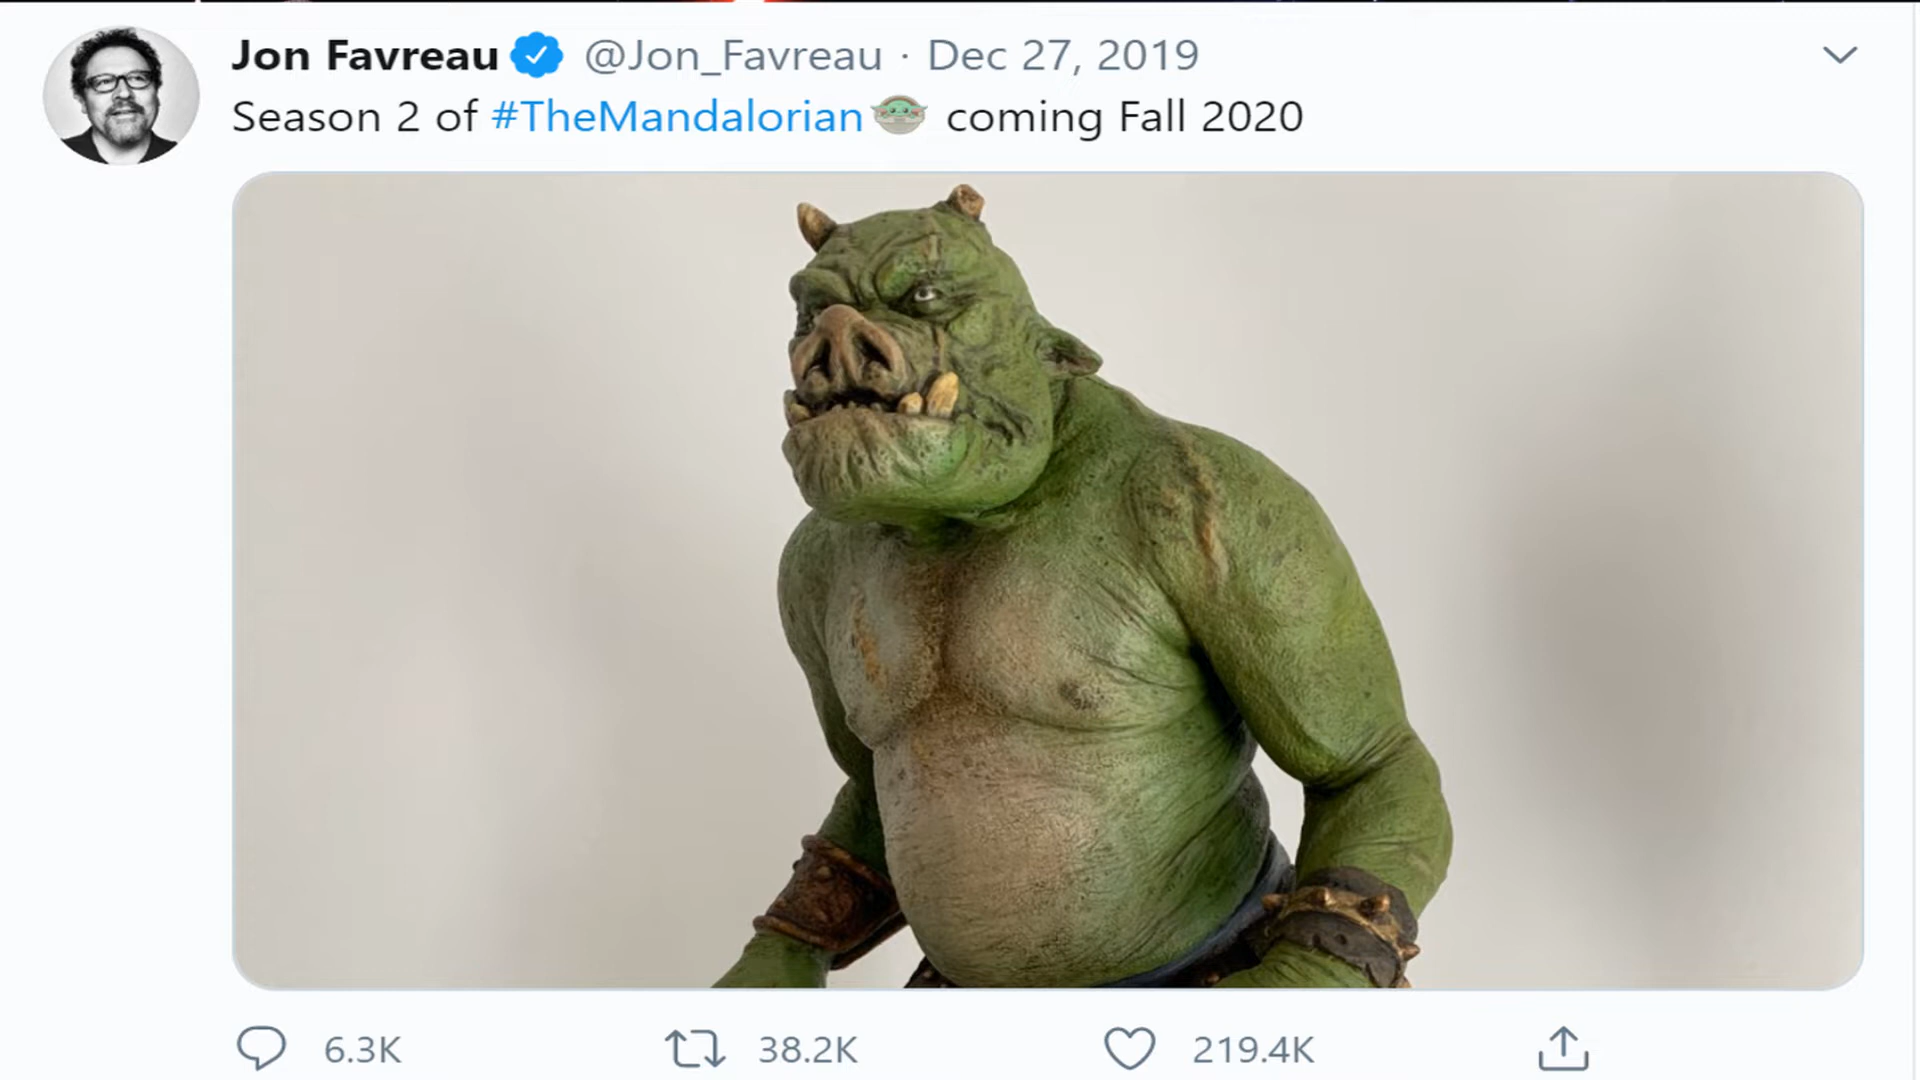 Jon Favreau @Jon_Favreau · Dec 27, 2019
Season 2 of #TheMandalorian coming Fall 2020
6.3K 38.2K 219.4K